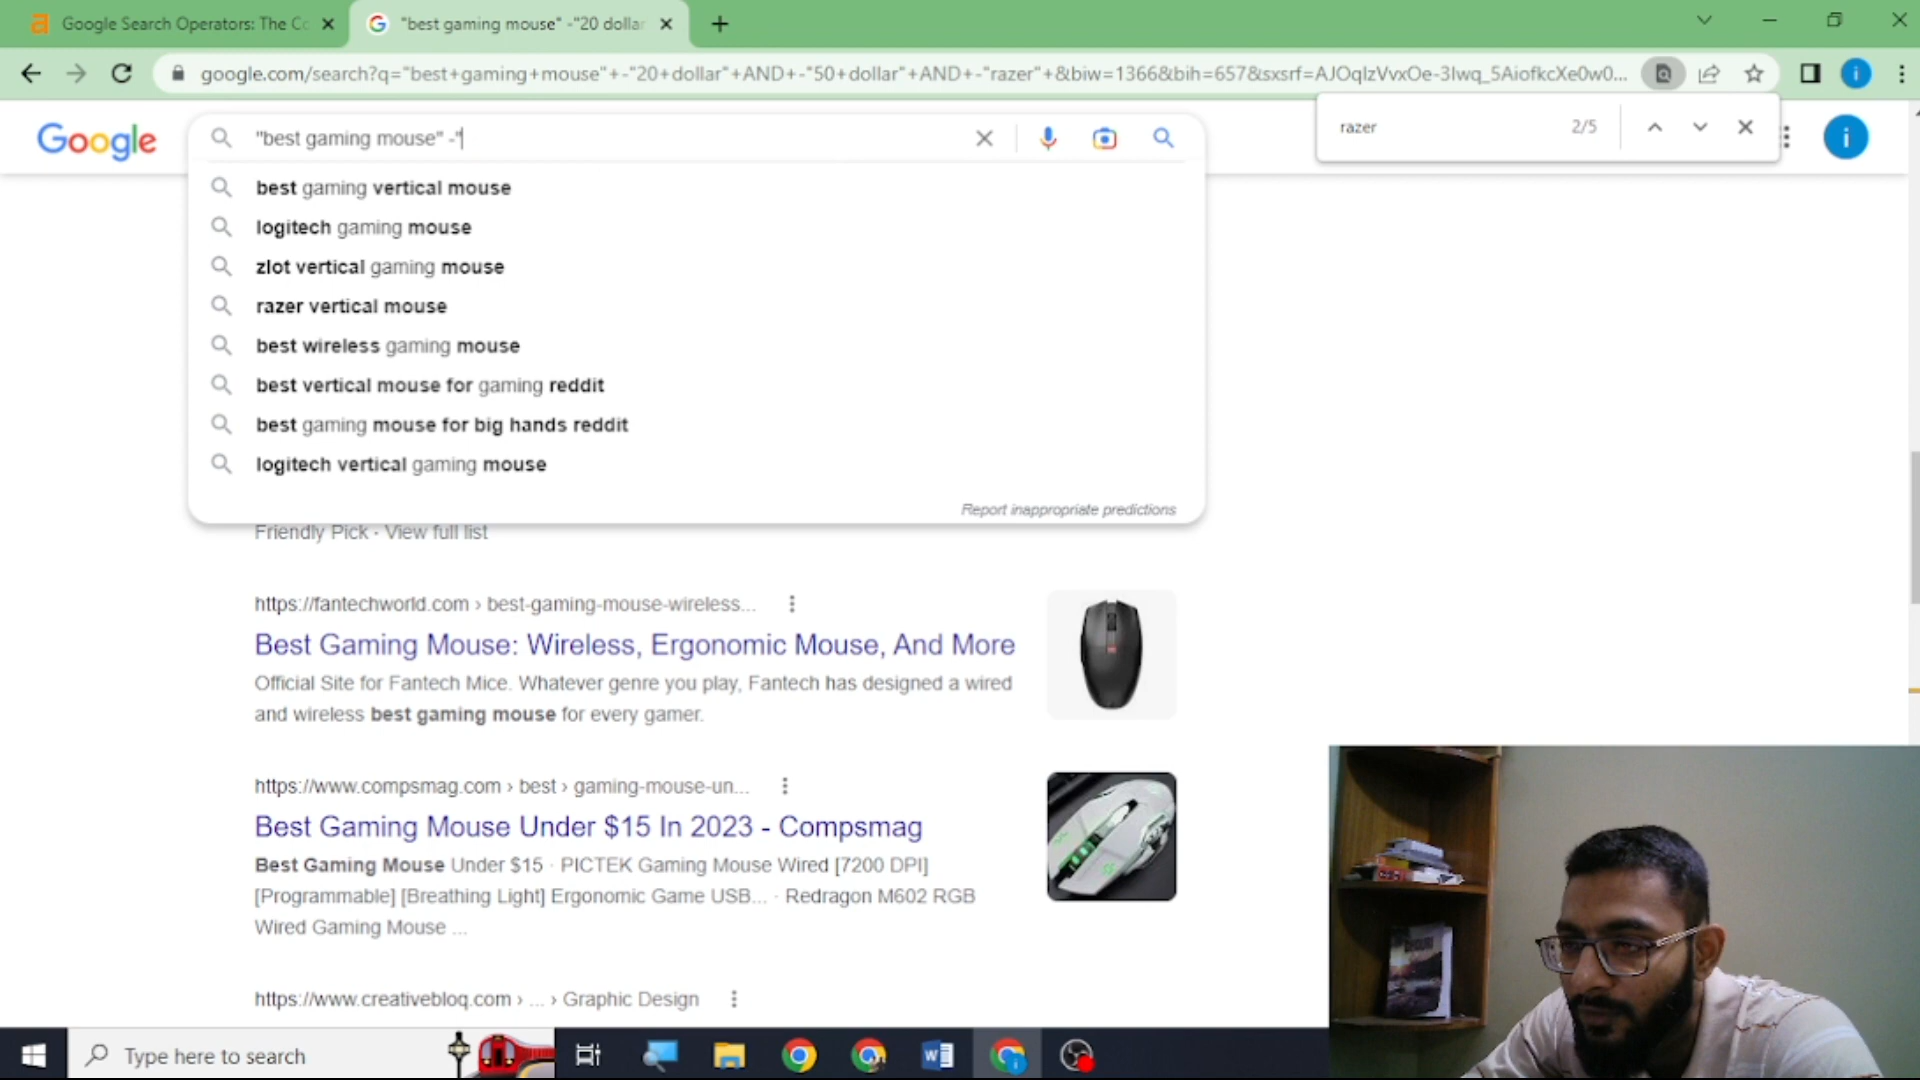 Google Search Operators: The Co
"best gaming mouse" -"20 dollar
google.com/search?q="best+gaming+mouse"+-"20+dollar"+AND+-"50+dollar"+AND+-"razer"+&biw=1366&bih=657&sxsrf=AJOqlzVvxOe-3lwq_5AiofkcXe0w0...
i
razer
2/5
Google
"best gaming mouse" -"
i
best gaming vertical mouse
logitech gaming mouse
zlot vertical gaming mouse
razer vertical mouse
best wireless gaming mouse
best vertical mouse for gaming reddit
best gaming mouse for big hands reddit
logitech vertical gaming mouse
Report inappropriate predictions
Friendly Pick · View full list
https://fantechworld.com › best-gaming-mouse-wireless...
Best Gaming Mouse: Wireless, Ergonomic Mouse, And More
Official Site for Fantech Mice. Whatever genre you play, Fantech has designed a wired
and wireless best gaming mouse for every gamer.
https://www.compsmag.com › best › gaming-mouse-un...
Best Gaming Mouse Under $15 In 2023 - Compsmag
Best Gaming Mouse Under $15 · PICTEK Gaming Mouse Wired [7200 DPI]
[Programmable] [Breathing Light] Ergonomic Game USB... · Redragon M602 RGB
Wired Gaming Mouse ...
https://www.creativebloq.com › ... › Graphic Design
Type here to search